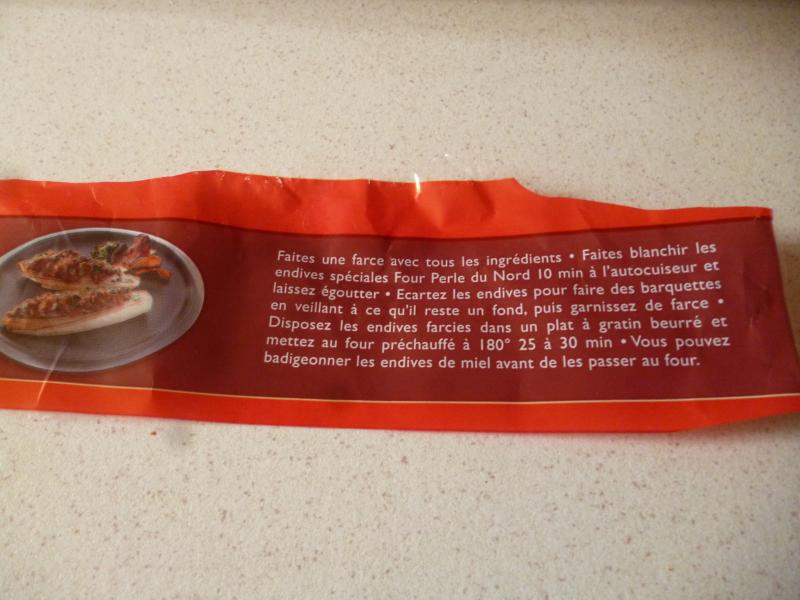 Faites une farce avec tous les ingrédients • Faites blanchir les
endives spéciales Four Perle du Nord 10 min à l'autocuiseur et
laissez égoutter • Ecartez les endives pour faire des barquettes
en veillant à ce qu'il reste un fond, puis garnissez de farce •
Disposez les endives farcies dans un plat à gratin beurré et
mettez au four préchauffé à 180° 25 à 30 min • Vous pouvez
badigeonner les endives de miel avant de les passer au four.